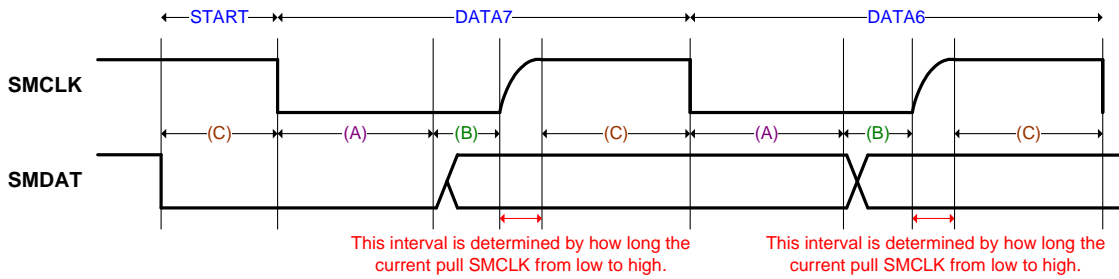 START DATA7 DATA6
SMCLK
(C) (A) (B) (C) (A) (B) (C)
SMDAT
This interval is determined by how long the
current pull SMCLK from low to high.
This interval is determined by how long the
current pull SMCLK from low to high.